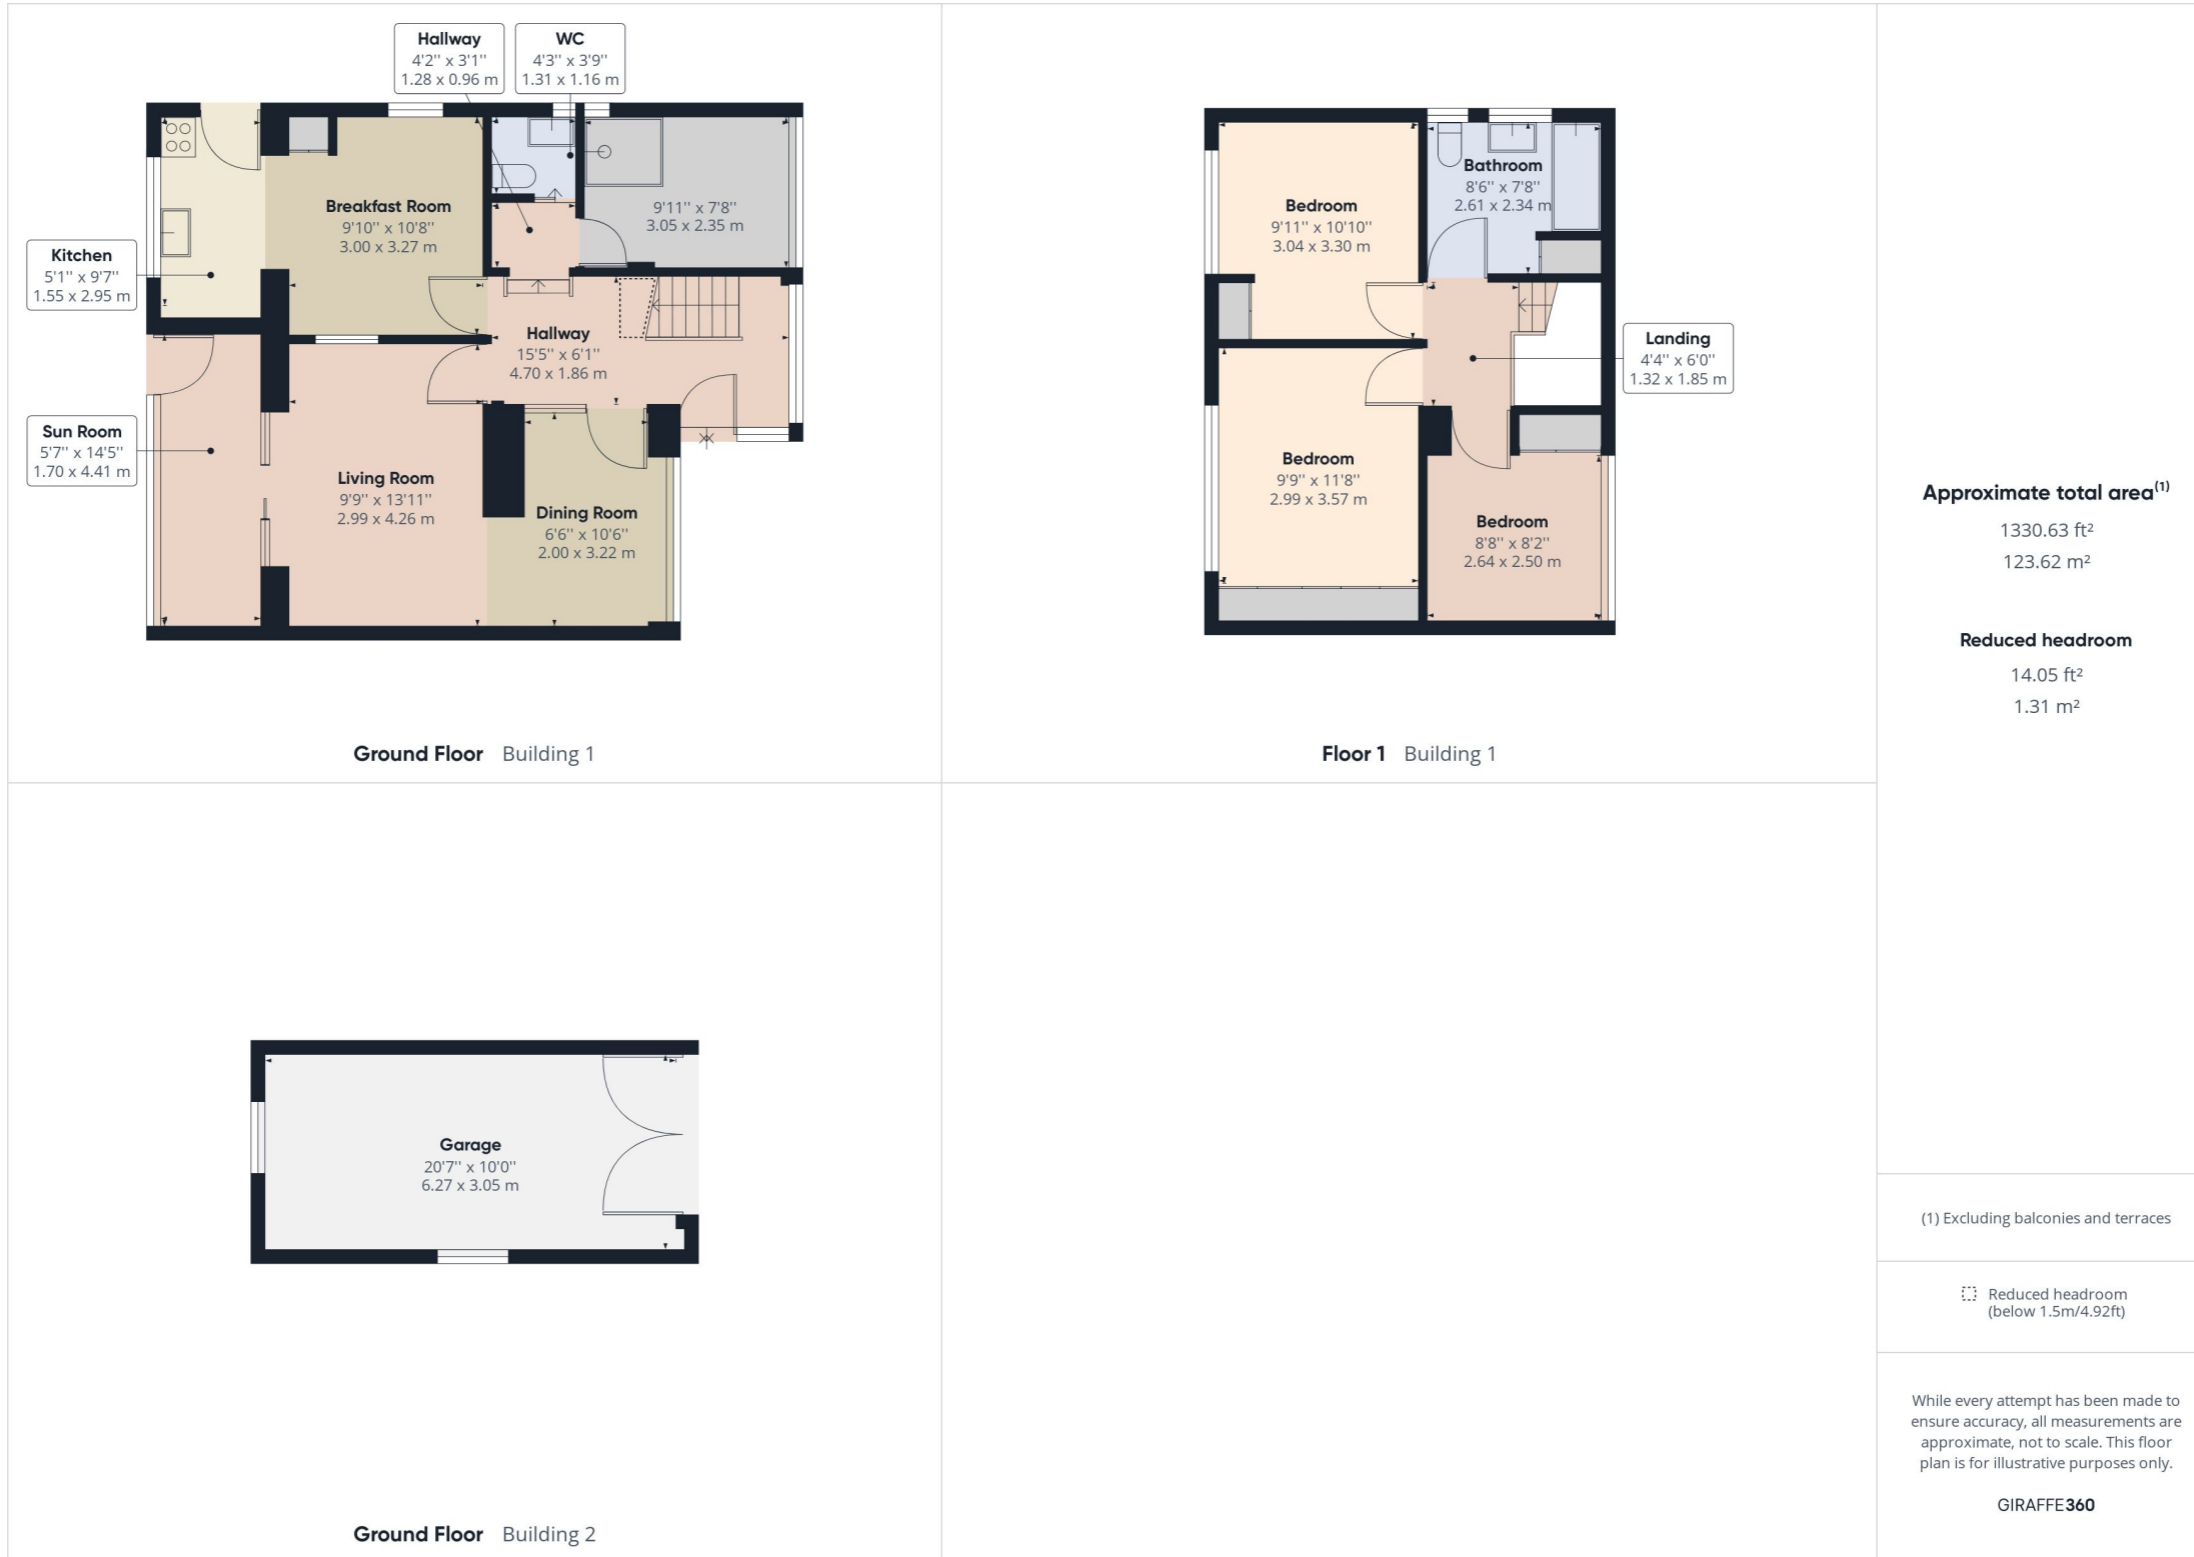 Hallway
4'2'' x 3'1''
1.28 x 0.96 m
WC
4'3'' x 3'9''
1.31 x 1.16 m
Breakfast Room
9'10'' x 10'8''
3.00 x 3.27 m
9'11'' x 7'8''
3.05 x 2.35 m
Kitchen
5'1'' x 9'7''
1.55 x 2.95 m
Hallway
15'5'' x 6'1''
4.70 x 1.86 m
Sun Room
5'7'' x 14'5''
1.70 x 4.41 m
Living Room
9'9'' x 13'11''
2.99 x 4.26 m
Dining Room
6'6'' x 10'6''
2.00 x 3.22 m
Ground Floor Building 1
Bedroom
9'11'' x 10'10''
3.04 x 3.30 m
Bathroom
8'6'' x 7'8''
2.61 x 2.34 m
Landing
4'4'' x 6'0''
1.32 x 1.85 m
Bedroom
9'9'' x 11'8''
2.99 x 3.57 m
Bedroom
8'8'' x 8'2''
2.64 x 2.50 m
Floor 1 Building 1
Garage
20'7'' x 10'0''
6.27 x 3.05 m
Ground Floor Building 2
Approximate total area(1)
1330.63 ft²
123.62 m²
Reduced headroom
14.05 ft²
1.31 m²
(1) Excluding balconies and terraces
Reduced headroom
(below 1.5m/4.92ft)
While every attempt has been made to
ensure accuracy, all measurements are
approximate, not to scale. This floor
plan is for illustrative purposes only.
GIRAFFE360